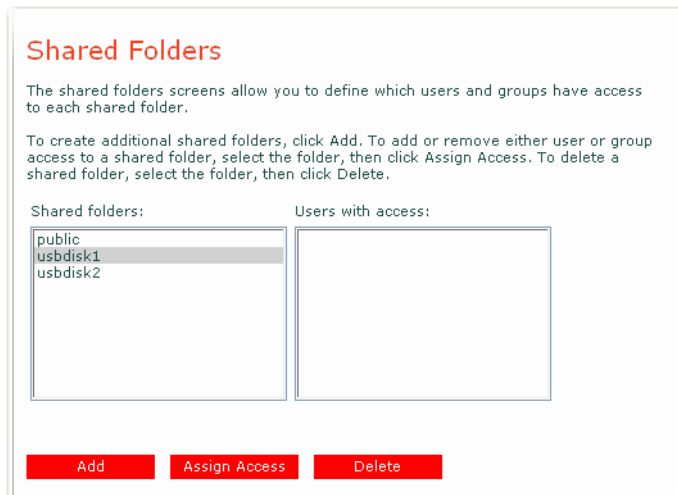 Shared Folders
The shared folders screens allow you to define which users and groups have access
to each shared folder.
To create additional shared folders, click Add. To add or remove either user or group
access to a shared folder, select the folder, then click Assign Access. To delete a
shared folder, select the folder, then click Delete.
Shared folders: Users with access:
public
usbdisk1
usbdisk2
Add Assign Access Delete